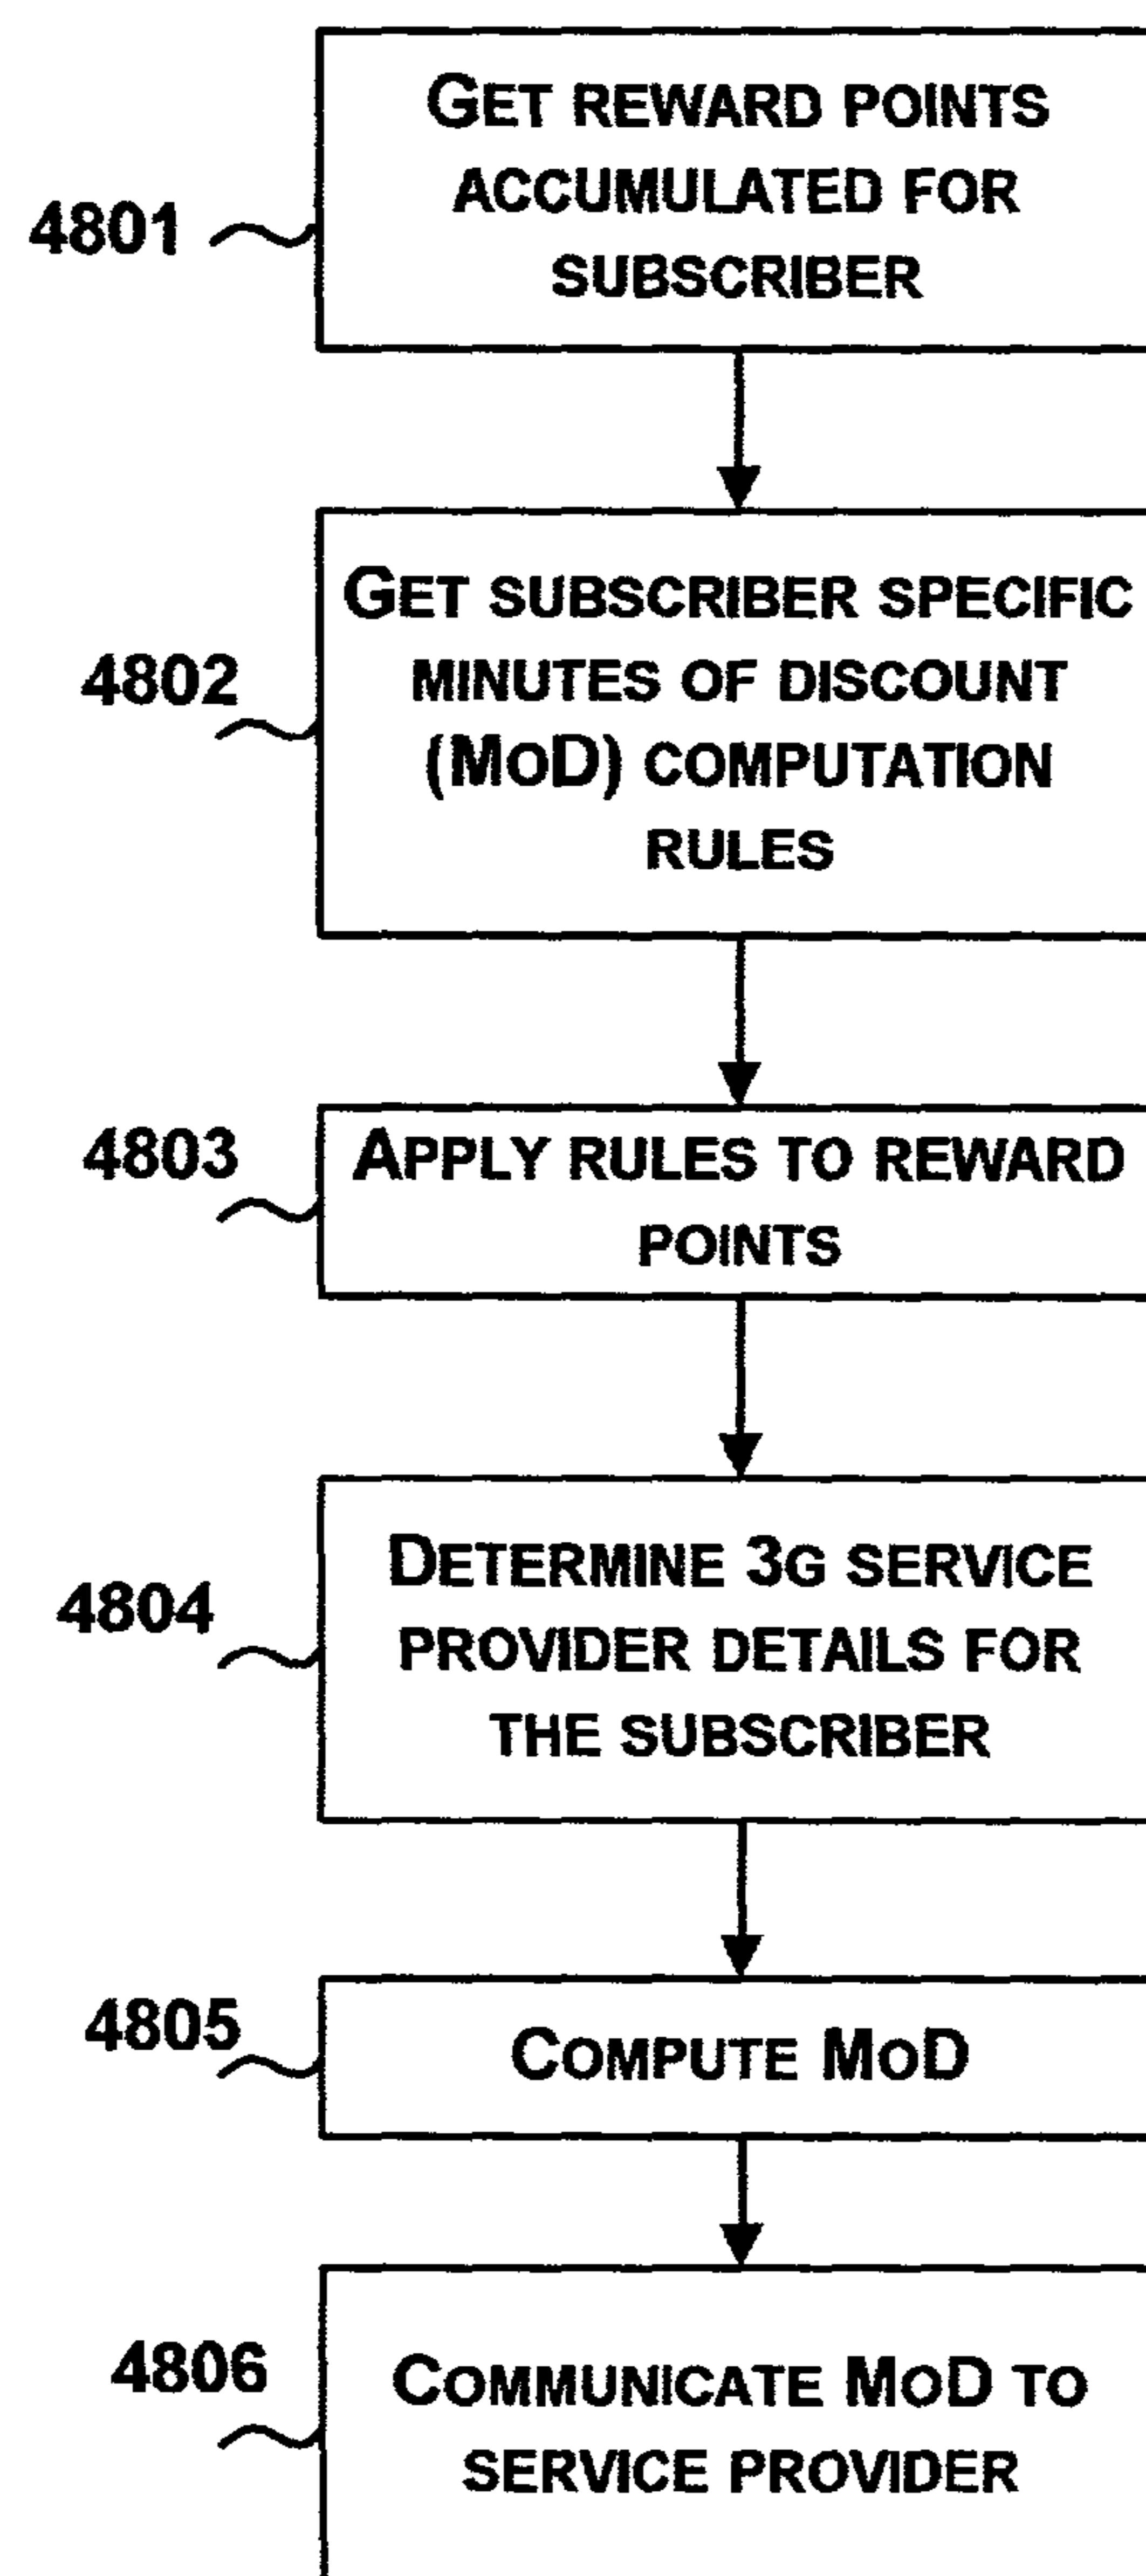 GET REWARD POINTS
ACCUMULATED FOR
SUBSCRIBER
4801
GET SUBSCRIBER SPECIFIC
MINUTES OF DISCOUNT
(MOD) COMPUTATION
RULES
4802
APPLY RULES TO REWARD
POINTS
4803
DETERMINE 3G SERVICE
PROVIDER DETAILS FOR
THE SUBSCRIBER
4804
COMPUTE MOD
4805
COMMUNICATE MOD TO
SERVICE PROVIDER
4806